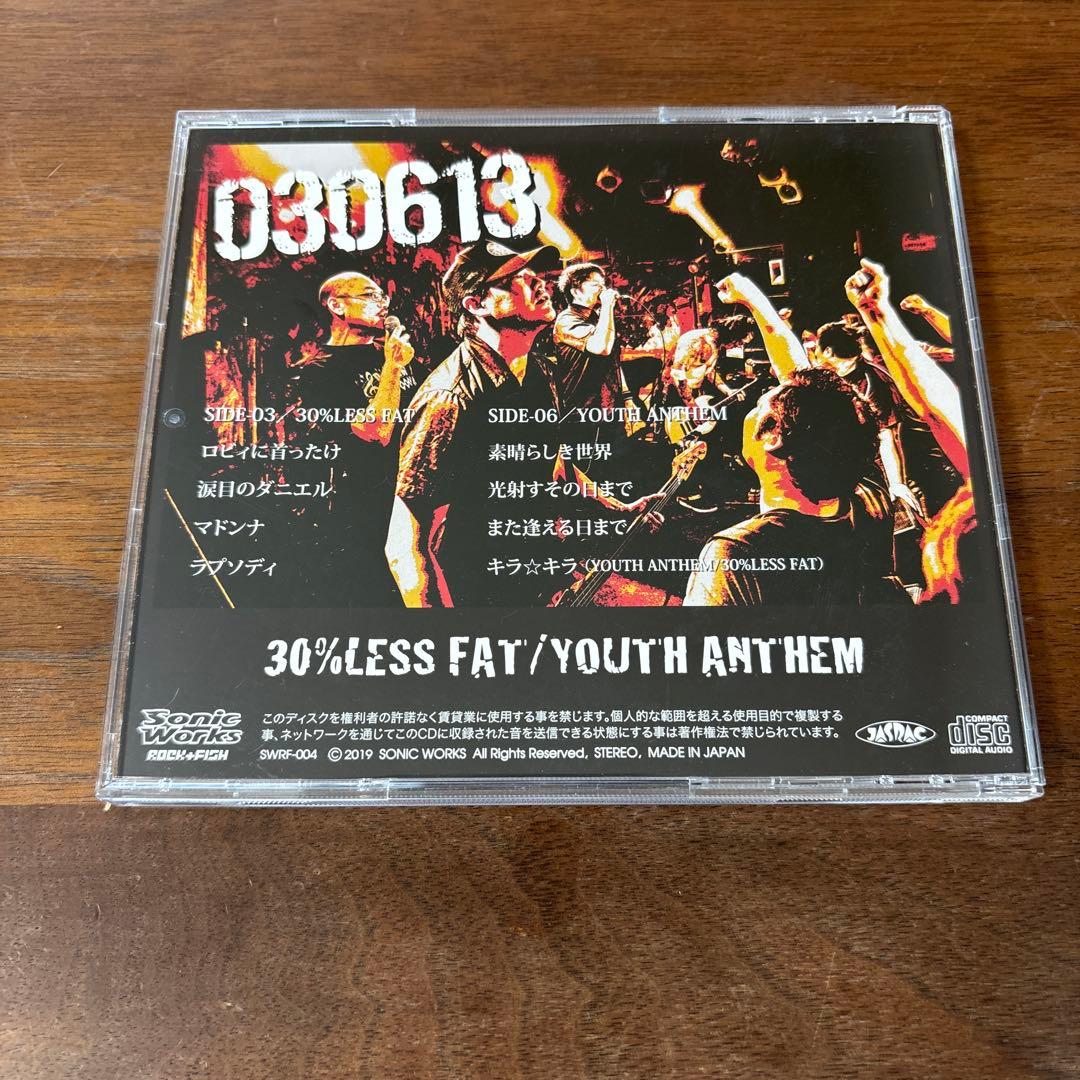 030613
SIDE-03／30%LESS FAT
ロビィに首ったけ
涙目のダニエル
マドンナ
ラプソディ
SIDE-06／YOUTH ANTHEM
素晴らしき世界
光射すその日まで
また逢える日まで
キラ☆キラ（YOUTH ANTHEM/30%LESS FAT）
30%LESS FAT/YOUTH ANTHEM
Sonic
Works
ROCK+FISH
このディスクを権利者の許諾なく賃貸業に使用する事を禁じます。個人的な範囲を超える使用目的で複製する
事、ネットワークを通じてこのCDに収録された音を送信できる状態にする事は著作権法で禁じられています。
SWRF-004 Ⓒ2019 SONIC WORKS All Rights Reserved, STEREO, MADE IN JAPAN
JASRAC
COMPACT
disc
DIGITAL AUDIO